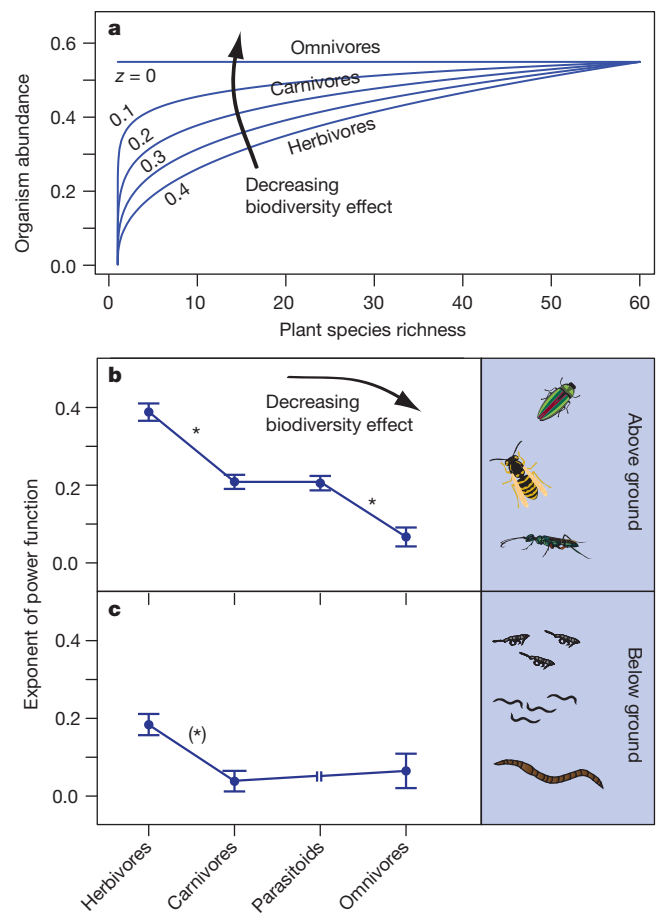 a
Omnivores
z = 0
Carnivores
0.1
0.2
0.3
0.4
Herbivores
Decreasing
biodiversity effect
0.6
0.4
0.2
0.0
Organism abundance
0 10 20 30 40 50 60
Plant species richness
b
Decreasing
biodiversity effect
*
*
0.4
0.2
0.0
Above ground
Exponent of power function
c
(*)
0.4
0.2
0.0
Below ground
Herbivores
Carnivores
Parasitoids
Omnivores